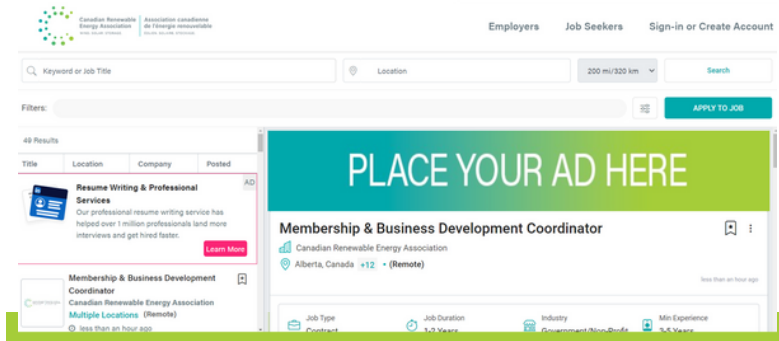 Canadian Renewable Energy Association
Association canadienne de l'énergie renouvelable
WIND. SOLAR. STORAGE.
Employers
Job Seekers
Sign-in or Create Account
Keyword or Job Title
Location
200 mi/320 km
Search
Filters:
APPLY TO JOB
49 Results
Title
Location
Company
Posted
AD
Resume Writing & Professional
Services
Our professional resume writing service has
helped over 1 million professionals land more
interviews and get hired faster.
Learn More
Membership & Business Development
Coordinator
Canadian Renewable Energy Association
Multiple Locations (Remote)
less than an hour ago
PLACE YOUR AD HERE
Membership & Business Development Coordinator
Canadian Renewable Energy Association
Alberta, Canada +12 • (Remote)
less than an hour ago
Job Type
Contract
Job Duration
1-2 Years
Industry
Government/Non-Profit
Min Experience
3-5 Years